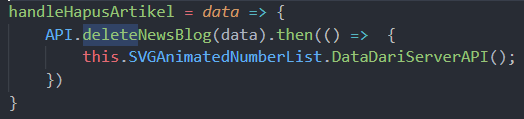 handleHapusArtikel = data => {
API.deleteNewsBlog(data).then(() => {
this.SVGAnimatedNumberList.DataDariServerAPI();
})
}